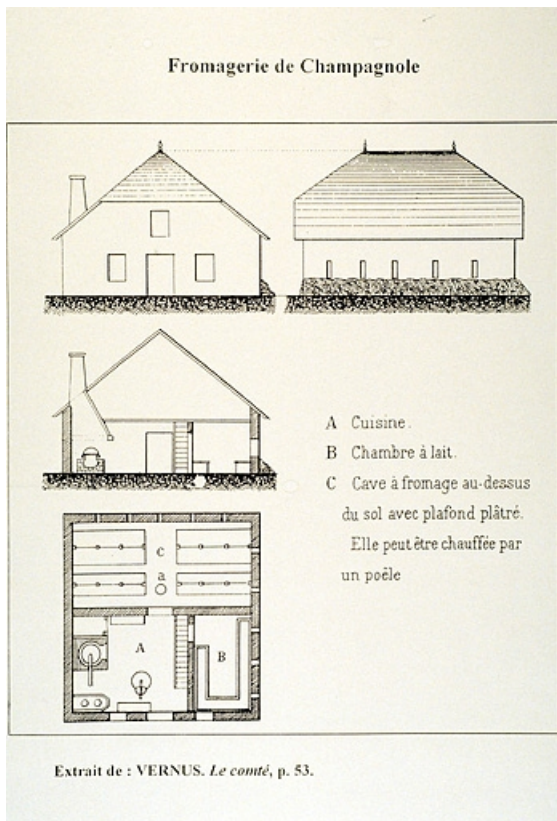 Fromagerie de Champagnole
A Cuisine.
B Chambre à lait.
C Cave à fromage au-dessus
du sol avec plafond plâtré.
Elle peut être chauffée par
un poêle
C
a
A
B
Extrait de : VERNUS. Le comté, p. 53.